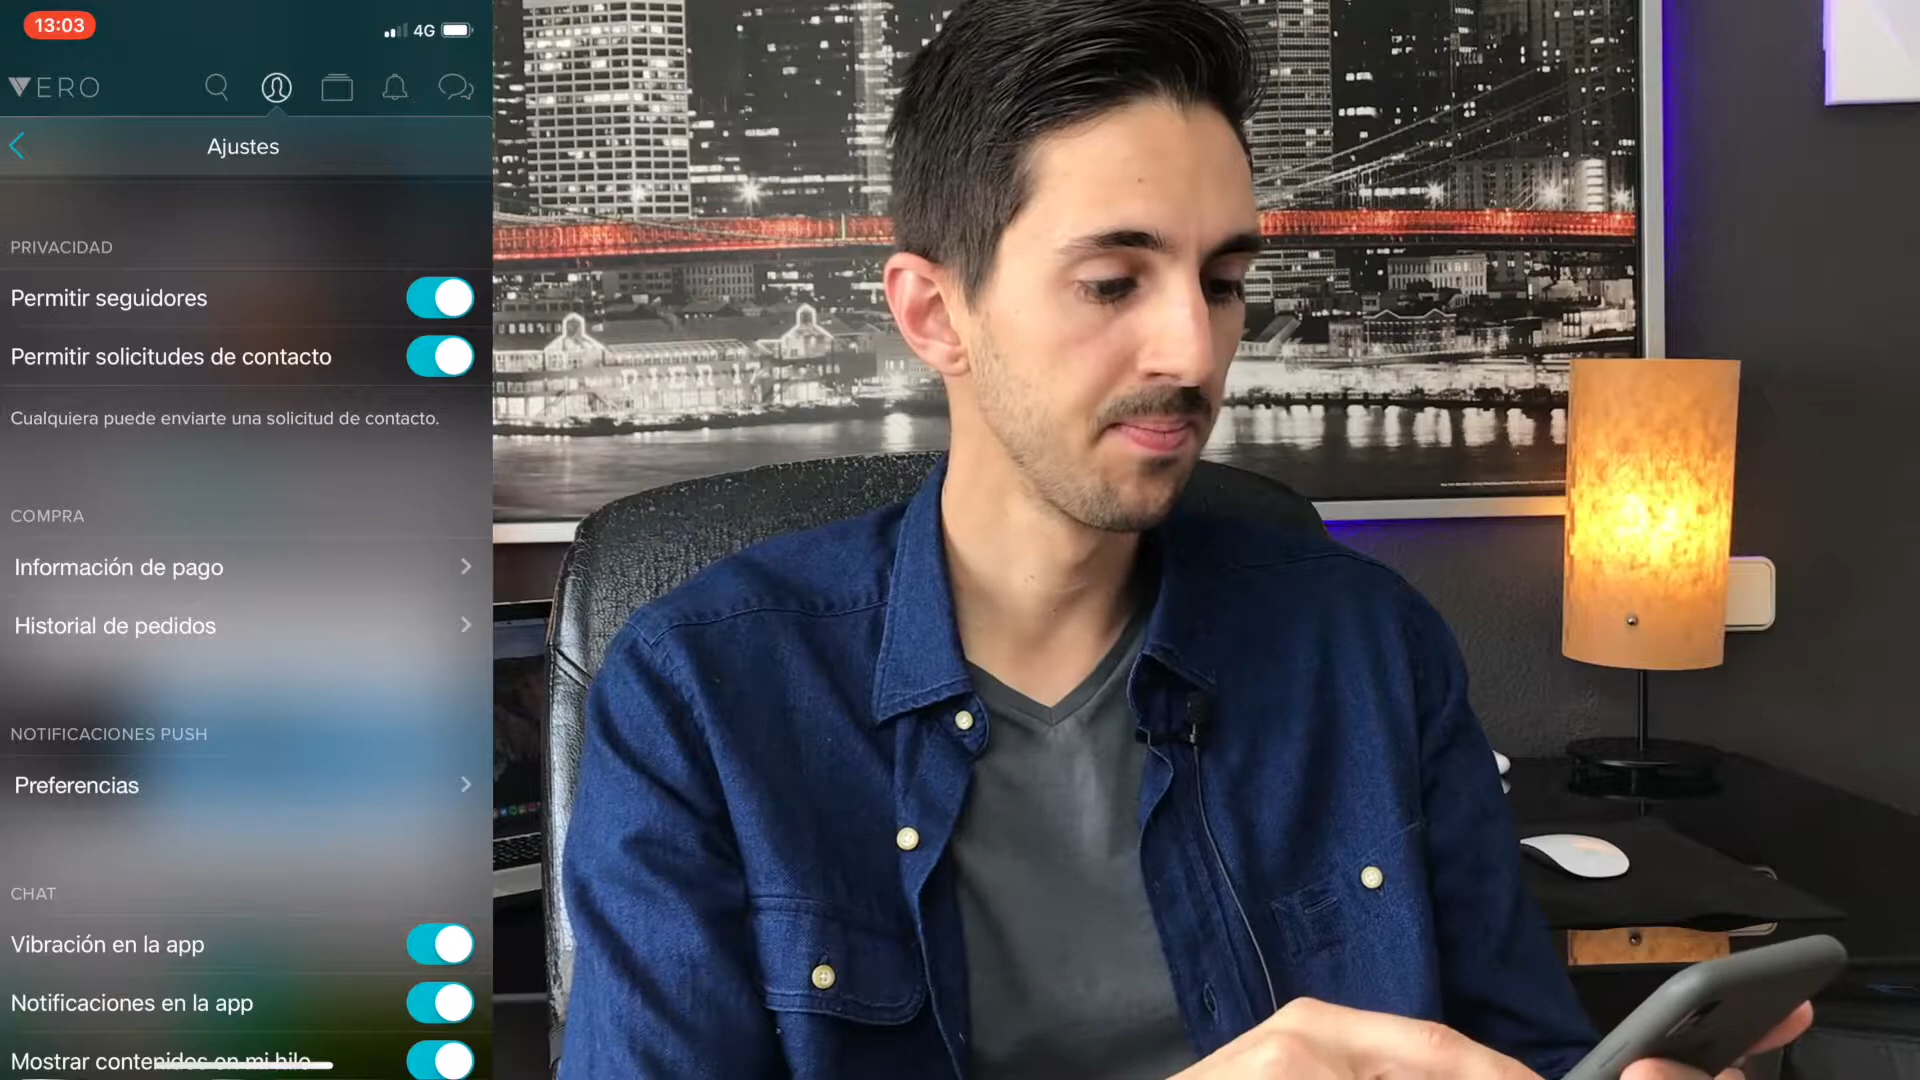 13:03
4G
VERO
Ajustes
PRIVACIDAD
Permitir seguidores
Permitir solicitudes de contacto
Cualquiera puede enviarte una solicitud de contacto.
COMPRA
Información de pago
Historial de pedidos
NOTIFICACIONES PUSH
Preferencias
CHAT
Vibración en la app
Notificaciones en la app
Mostrar contenidos en mi hilo